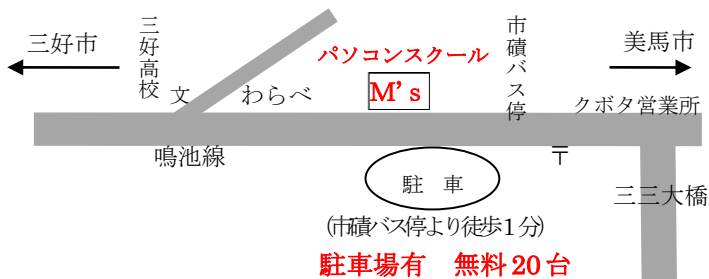 三好市
三好高校
文
わらべ
パソコンスクール
M’s
市積バス停
美馬市
クボタ営業所
鳴池線
〒
駐 車
三三大橋
(市積バス停より徒歩1分)
駐車場有 無料20台